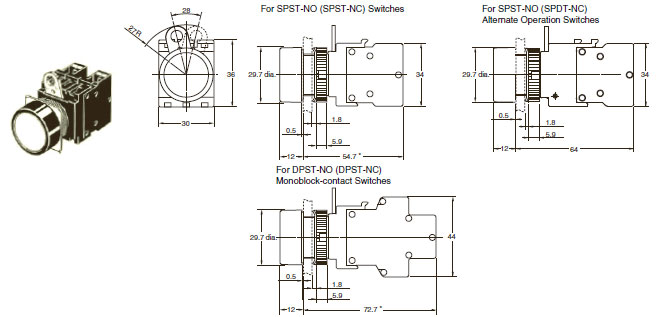 28
27R
36
30
For SPST-NO (SPST-NC) Switches
29.7 dia.
34
0.5
1.8
5.9
12
54.7 *
For SPST-NO (SPDT-NC)
Alternate Operation Switches
29.7 dia.
34
0.5
1.8
5.9
12
64
For DPST-NO (DPST-NC)
Monoblock-contact Switches
29.7 dia.
44
0.5
1.8
5.9
12
72.7 *